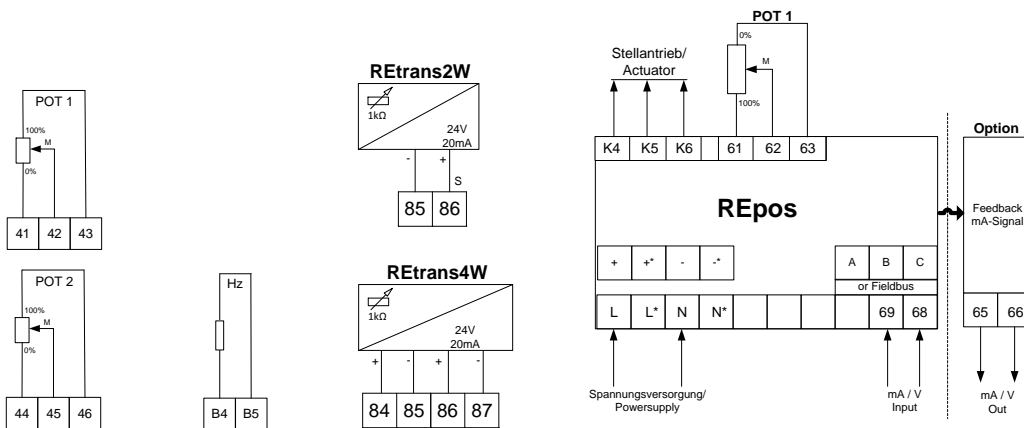 POT 1
100%
M
0%
41 42 43
POT 2
100%
M
0%
44 45 46
Hz
B4 B5
REtrans2W
1kΩ
24V
20mA
- +
S
85 86
REtrans4W
1kΩ
24V
20mA
+ - + -
84 85 86 87
POT 1
0%
M
100%
Stellantrieb/
Actuator
K4 K5 K6 61 62 63
REpos
+ +* - -*
A B C
or Fieldbus
L L* N N* 69 68
Spannungsversorgung/
Powersupply
mA / V
Input
Option
Feedback
mA-Signal
65 66
mA / V
Out